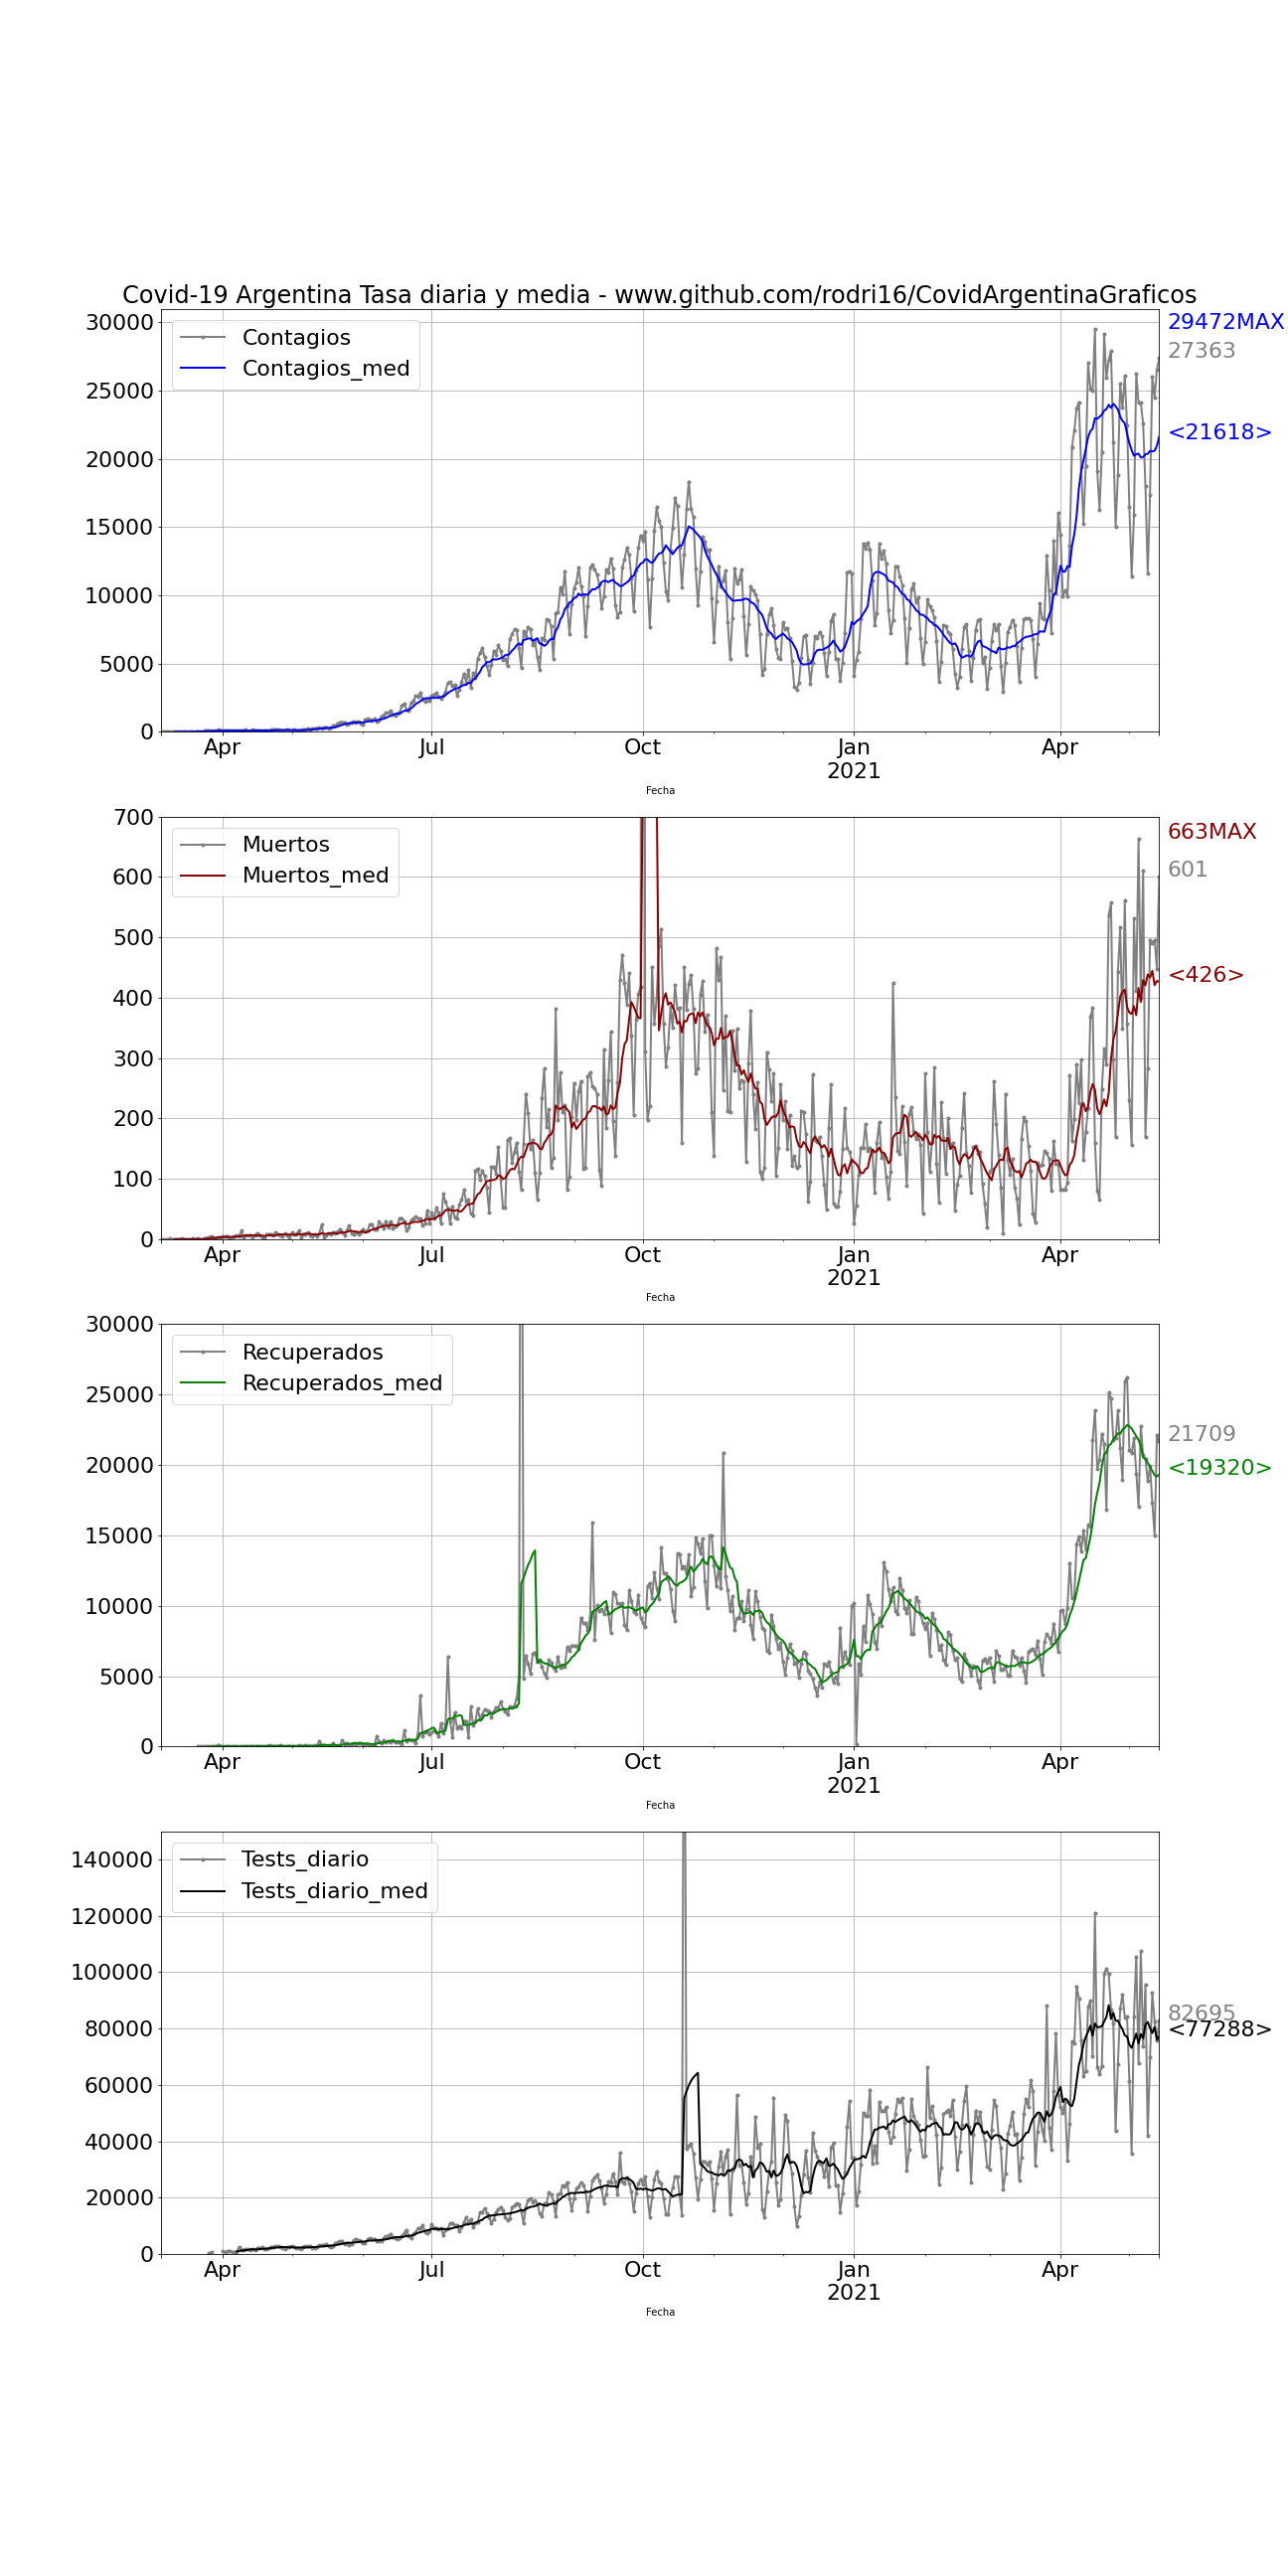 Covid-19 Argentina Tasa diaria y media - www.github.com/rodri16/CovidArgentinaGraficos
30000
25000
20000
15000
10000
5000
0
Contagios
Contagios_med
29472MAX
27363
<21618>
Apr Jul Oct Jan Apr
2021
Fecha
700
600
500
400
300
200
100
0
Muertos
Muertos_med
663MAX
601
<426>
Apr Jul Oct Jan Apr
2021
Fecha
30000
25000
20000
15000
10000
5000
0
Recuperados
Recuperados_med
21709
<19320>
Apr Jul Oct Jan Apr
2021
Fecha
140000
120000
100000
80000
60000
40000
20000
0
Tests_diario
Tests_diario_med
82695
<77288>
Apr Jul Oct Jan Apr
2021
Fecha